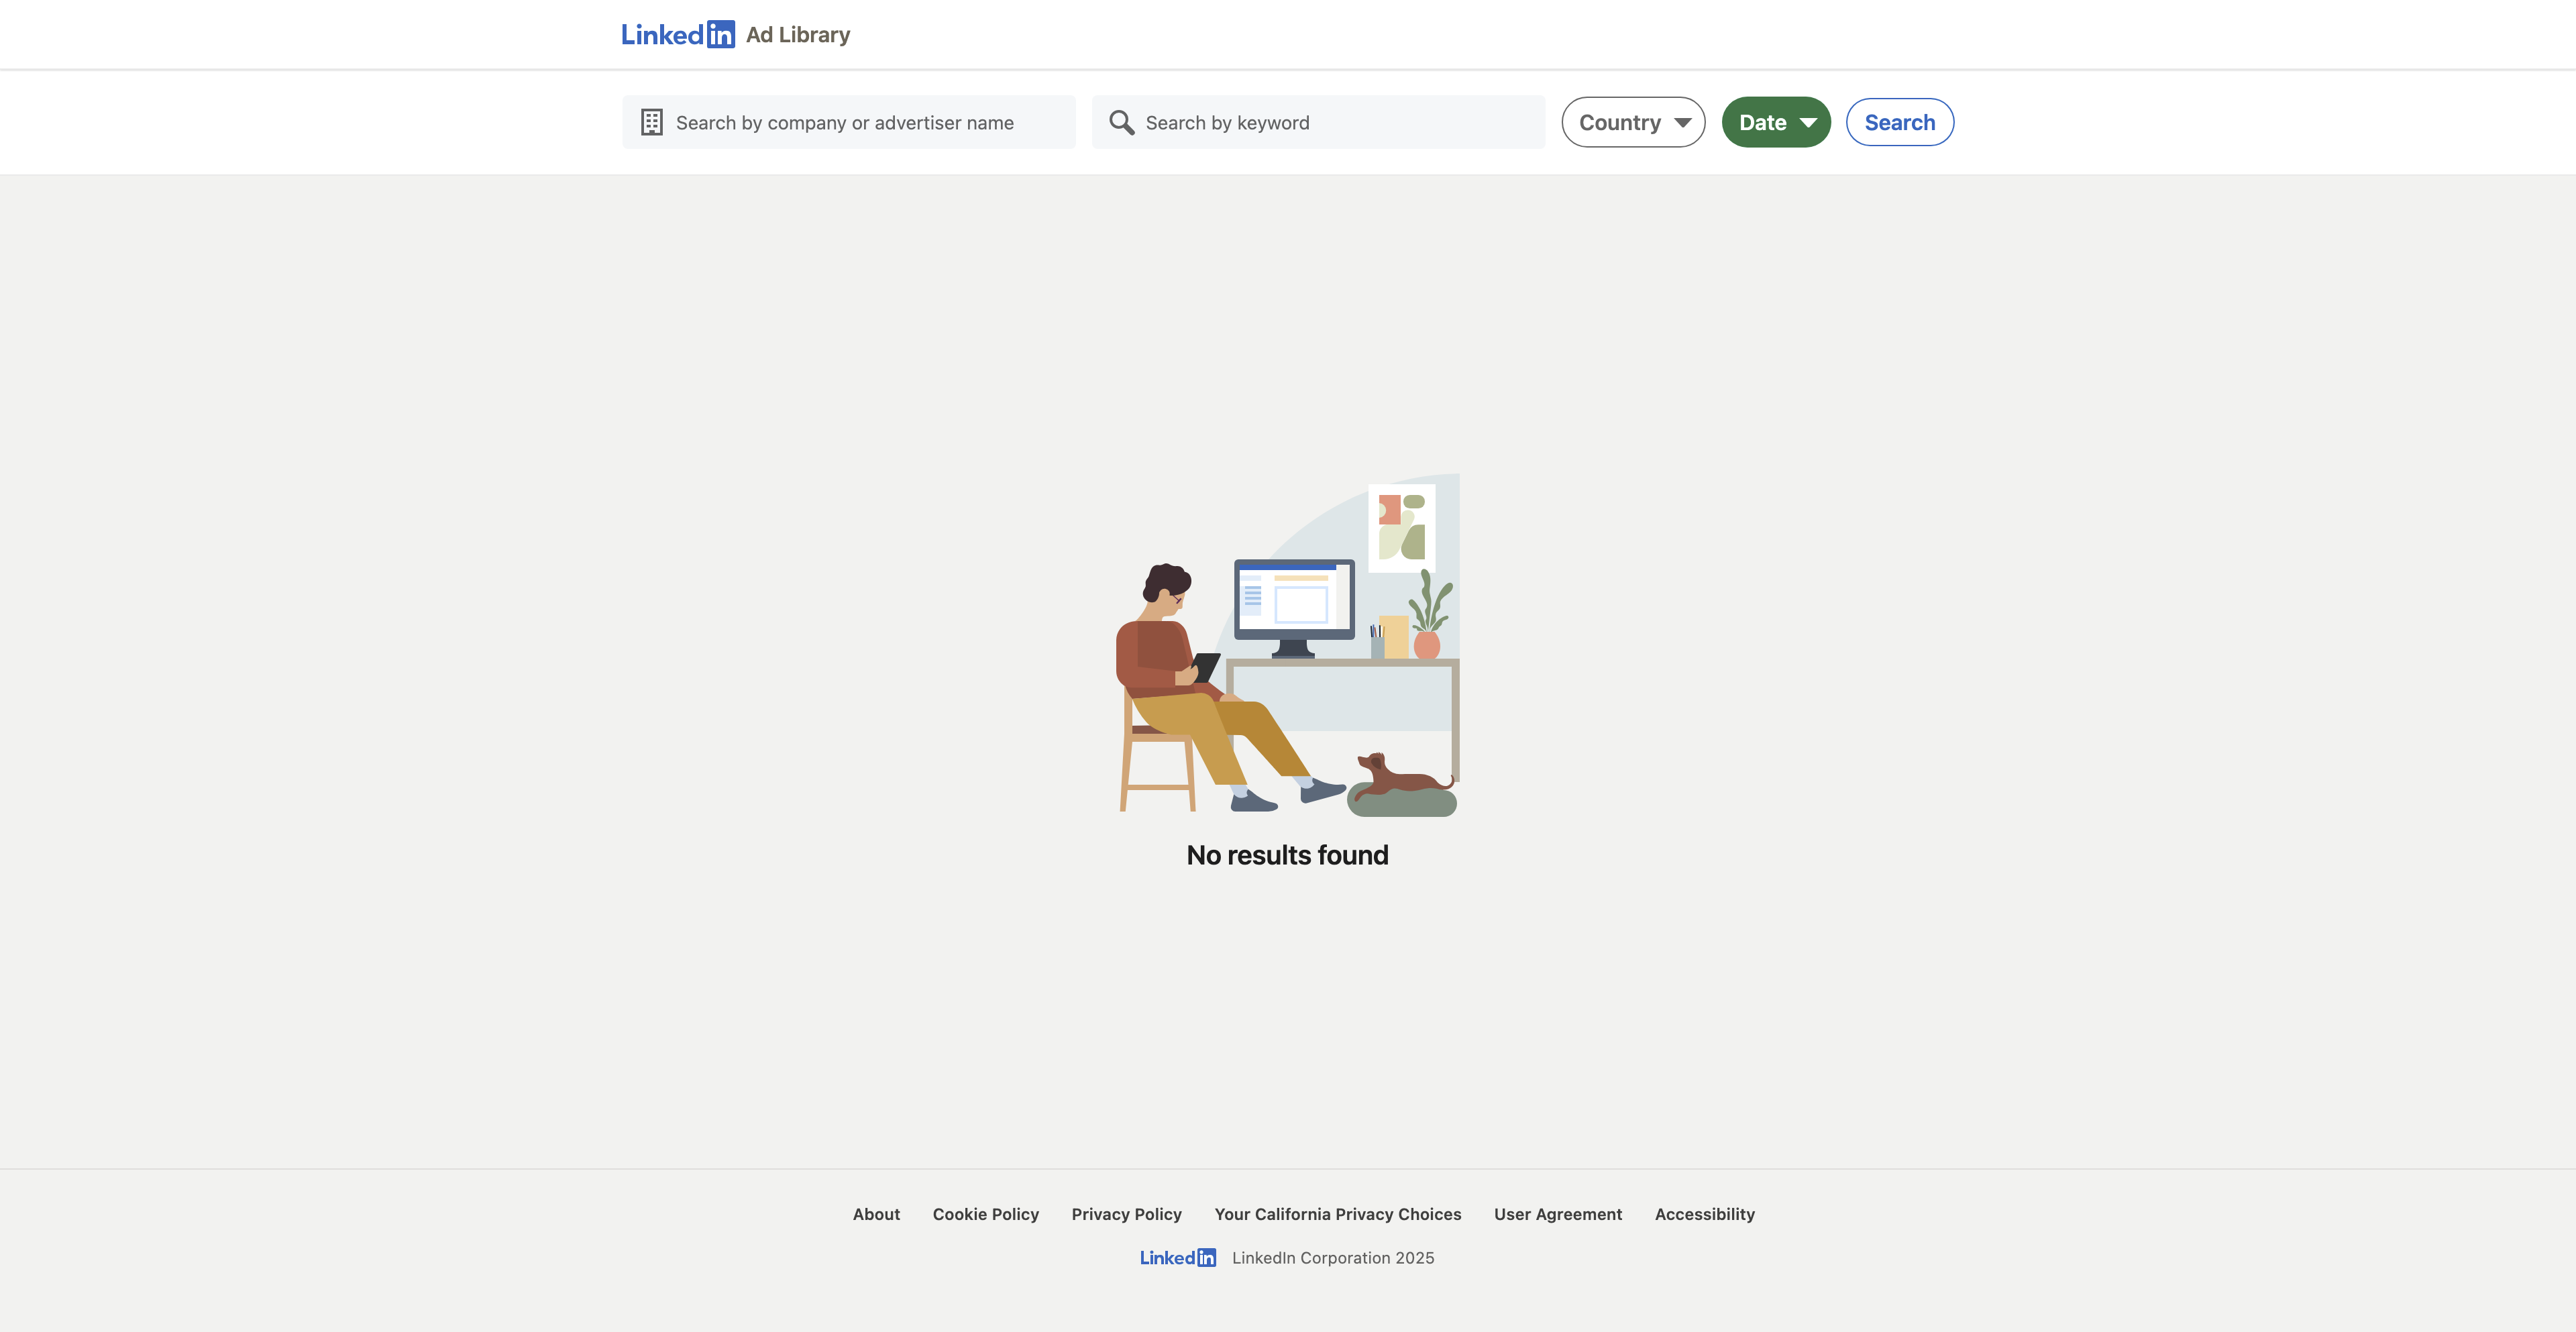 Linkedin Ad Library
Search by company or advertiser name
Search by keyword
Country
Date
Search
No results found
About Cookie Policy Privacy Policy Your California Privacy Choices User Agreement Accessibility
Linkedin LinkedIn Corporation 2025